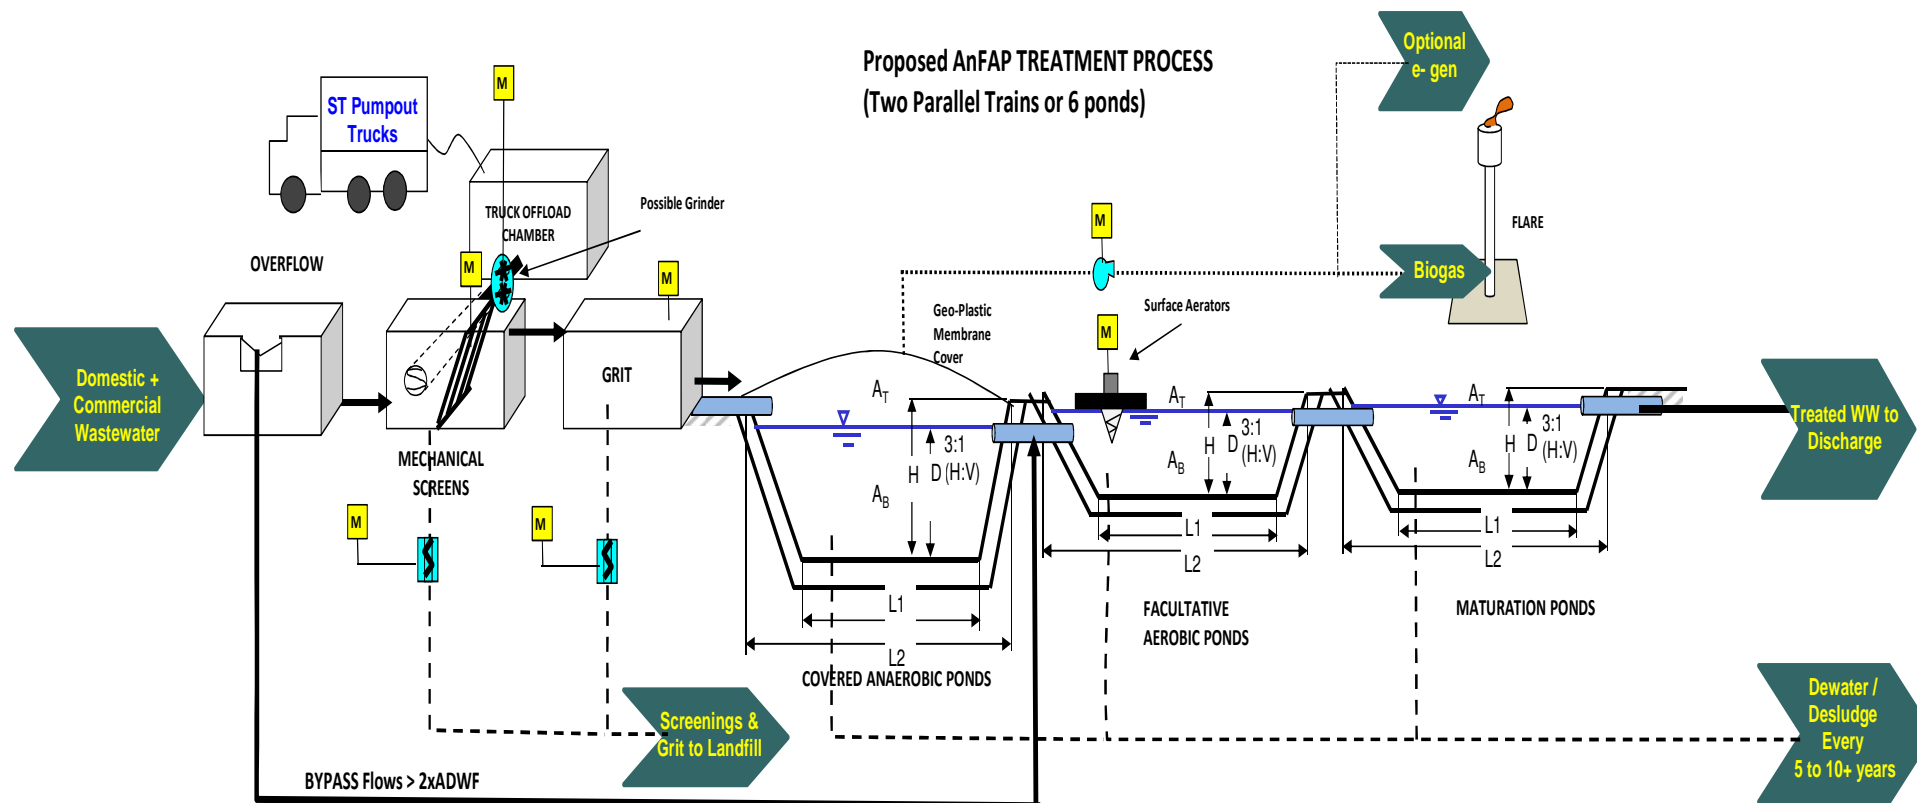 Proposed AnFAP TREATMENT PROCESS
(Two Parallel Trains or 6 ponds)
Optional
e- gen
M
ST Pumpout
Trucks
TRUCK OFFLOAD
CHAMBER
Possible Grinder
M
FLARE
OVERFLOW
M
M
Biogas
Geo-Plastic
Membrane
Cover
Surface Aerators
M
Domestic +
Commercial
Wastewater
GRIT
AT
AB
H
D
3:1
(H:V)
L1
L2
AT
AB
H
D
3:1
(H:V)
L1
L2
AT
AB
H
D
3:1
(H:V)
L1
L2
Treated WW to
Discharge
MECHANICAL
SCREENS
M
M
COVERED ANAEROBIC PONDS
FACULTATIVE
AEROBIC PONDS
MATURATION PONDS
Screenings &
Grit to Landfill
Dewater /
Desludge
Every
5 to 10+ years
BYPASS Flows > 2xADWF